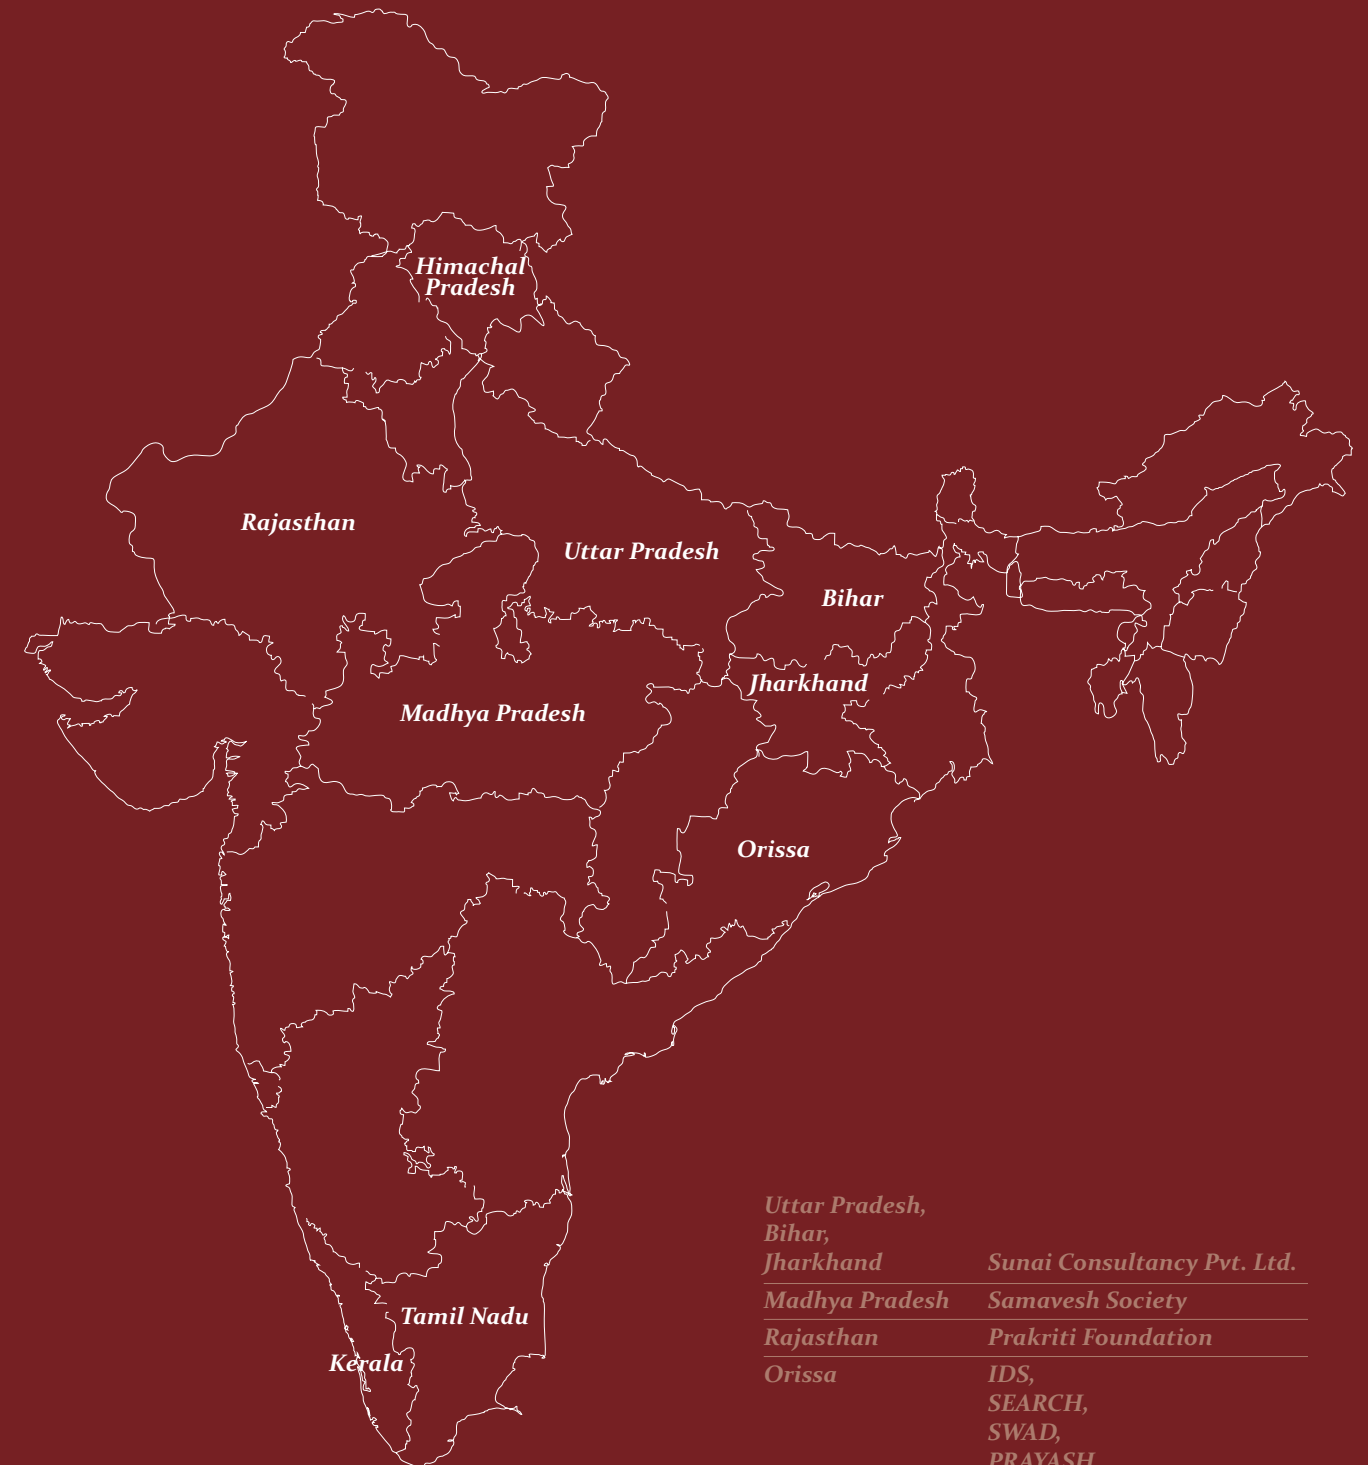 Himachal
Pradesh
Rajasthan
Uttar Pradesh
Bihar
Jharkhand
Madhya Pradesh
Orissa
Tamil Nadu
Kerala
Uttar Pradesh,
Bihar,
Jharkhand Sunai Consultancy Pvt. Ltd.
Madhya Pradesh Samavesh Society
Rajasthan Prakriti Foundation
Orissa IDS,
SEARCH,
SWAD,
PRAYASH